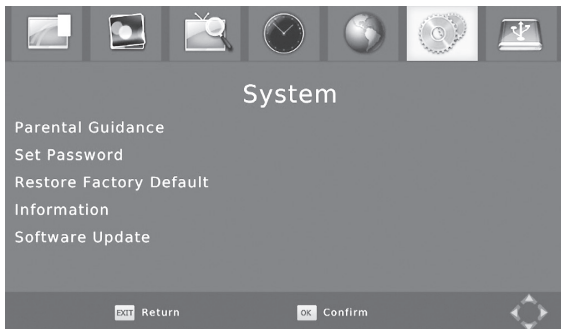 System
Parental Guidance
Set Password
Restore Factory Default
Information
Software Update
EXIT Return OK Confirm